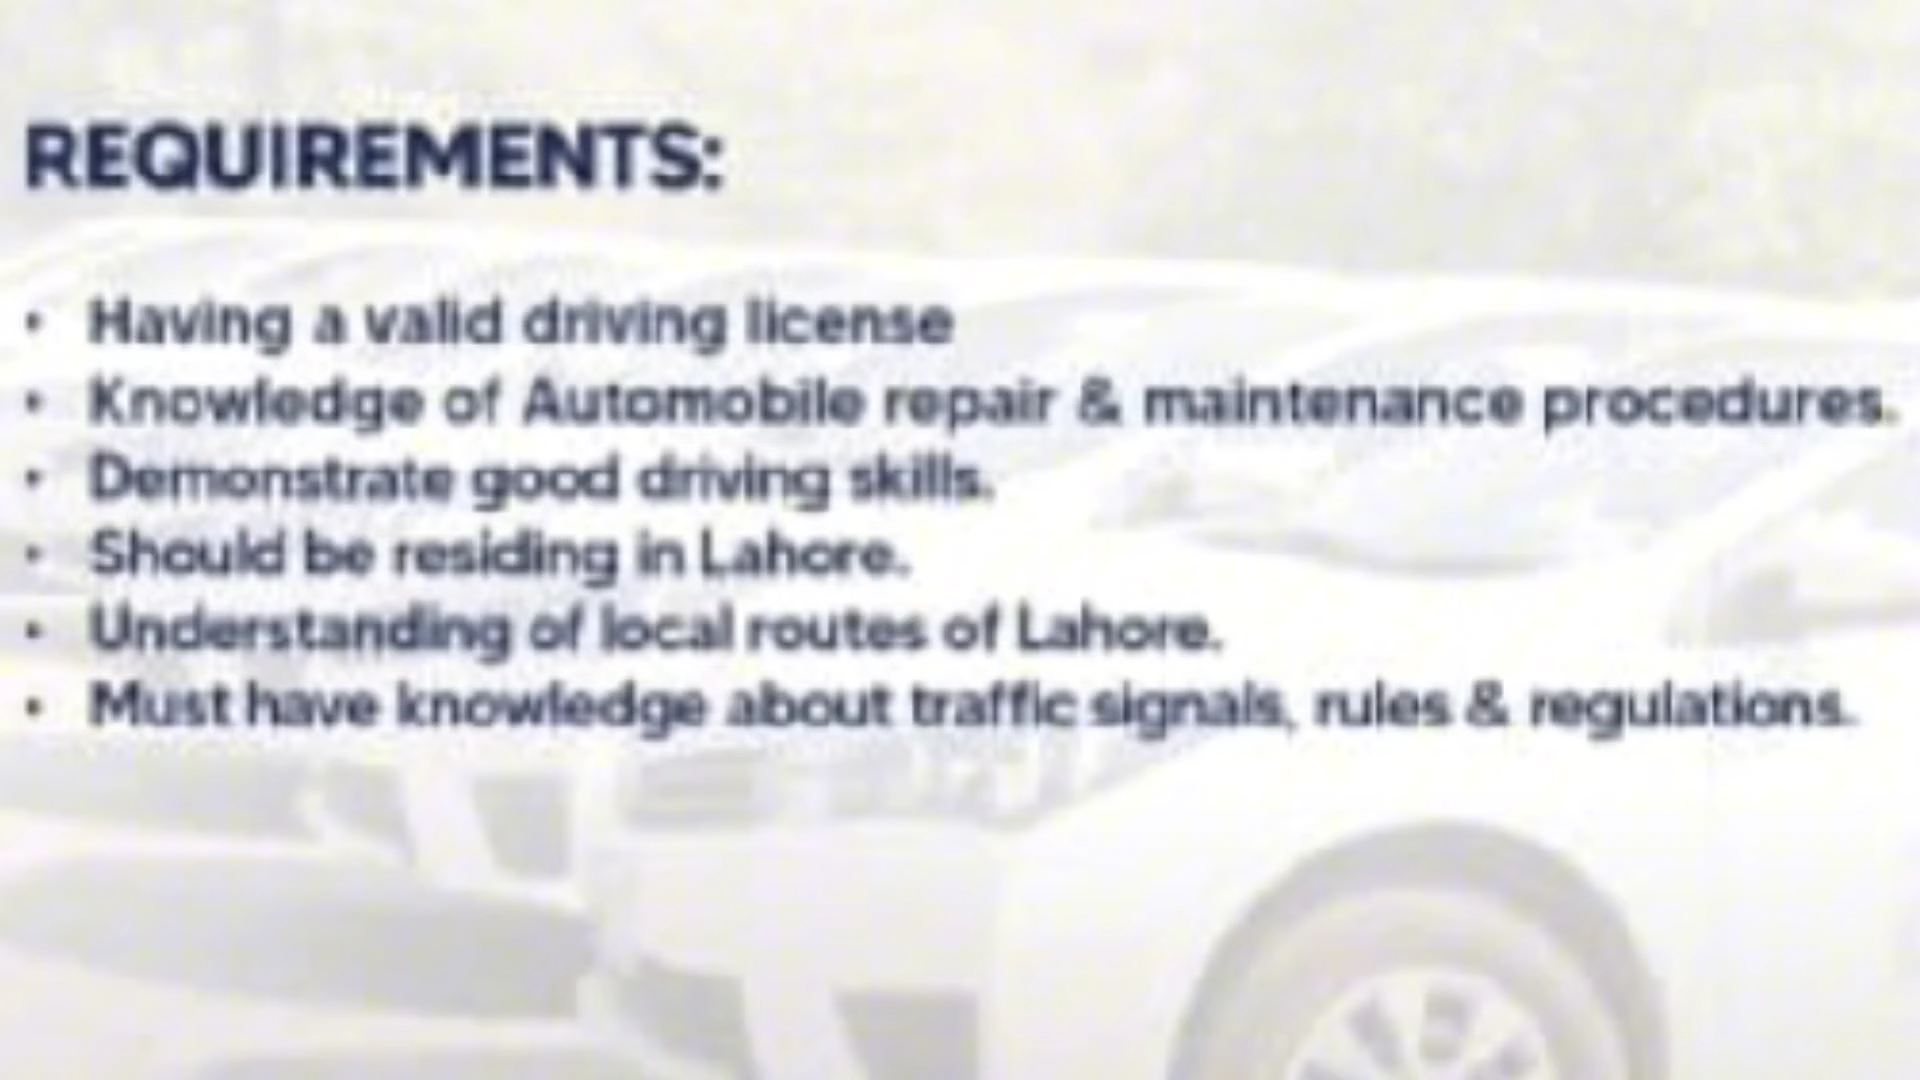 REQUIREMENTS:
• Having a valid driving license
• Knowledge of Automobile repair & maintenance procedures.
• Demonstrate good driving skills.
• Should be residing in Lahore.
• Understanding of local routes of Lahore.
• Must have knowledge about traffic signals, rules & regulations.